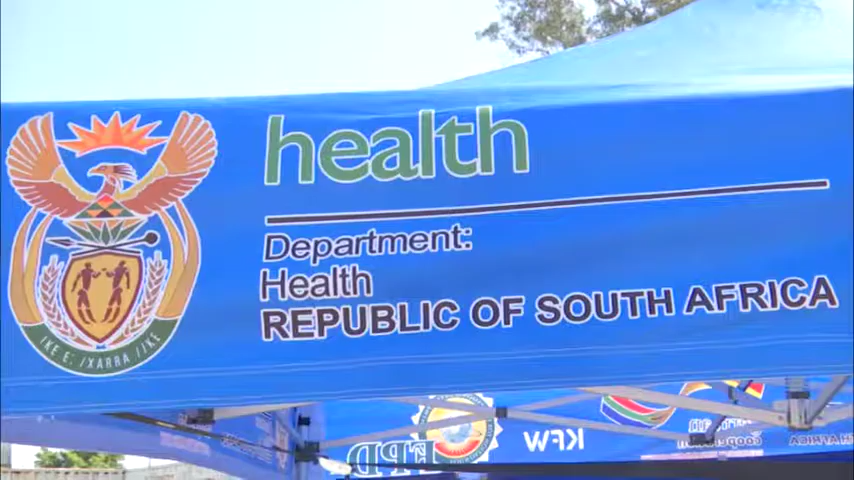 health
Department:
Health
REPUBLIC OF SOUTH AFRICA
!KE E: /XARRA //KE
KFW